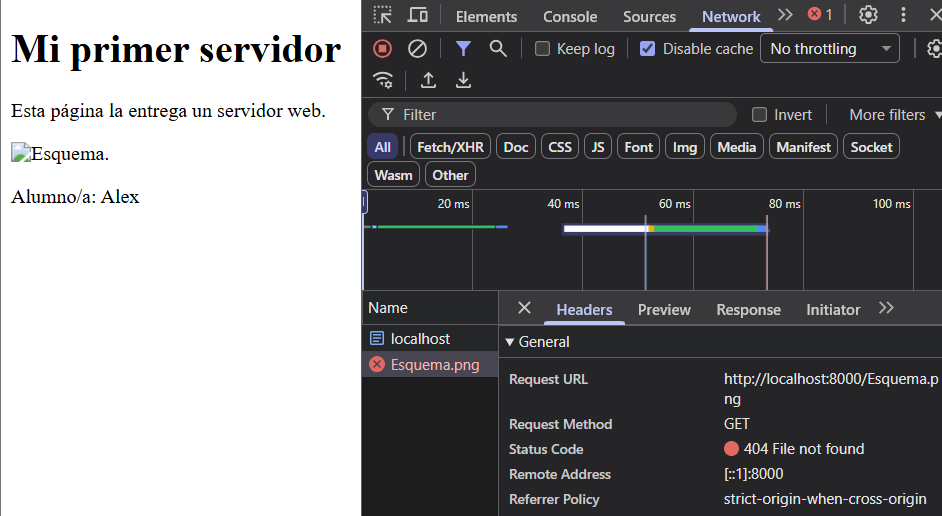 Mi primer servidor
Esta página la entrega un servidor web.
Esquema.
Alumno/a: Alex
Elements Console Sources Network 1
Keep log Disable cache No throttling
Filter Invert More filters
All Fetch/XHR Doc CSS JS Font Img Media Manifest Socket
Wasm Other
20 ms 40 ms 60 ms 80 ms 100 ms
Name Headers Preview Response Initiator
localhost
Esquema.png
General
Request URL http://localhost:8000/Esquema.p
ng
Request Method GET
Status Code 404 File not found
Remote Address [::1]:8000
Referrer Policy strict-origin-when-cross-origin